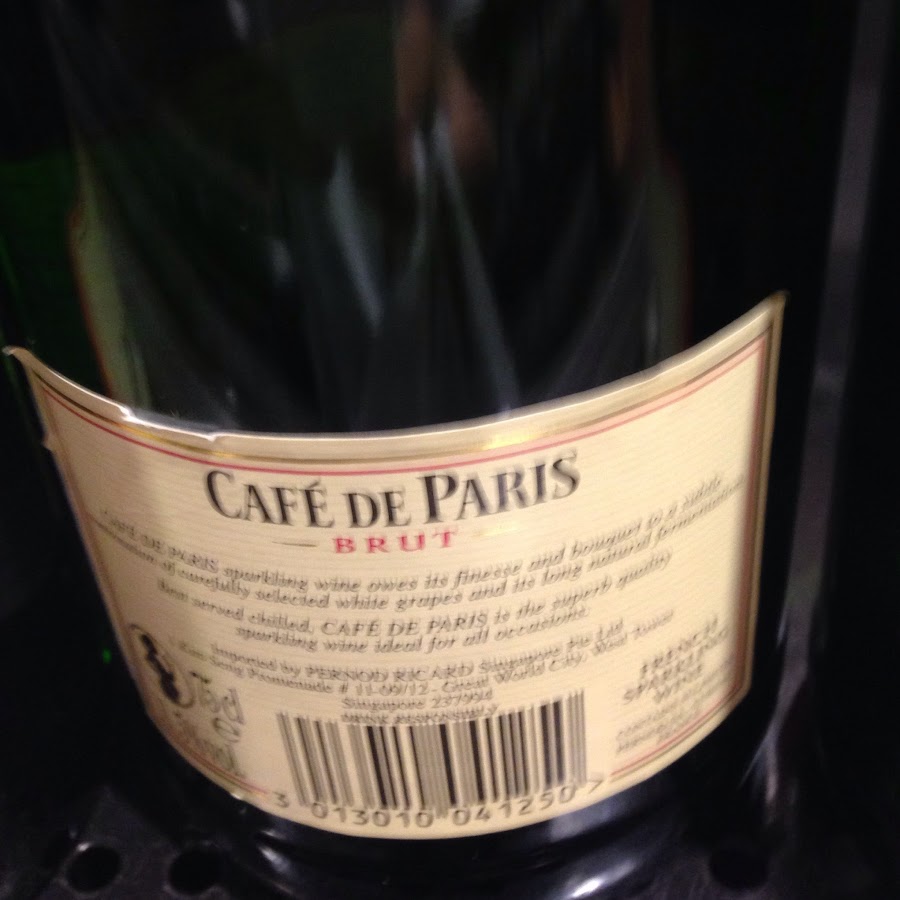 CAFÉ DE PARIS
BRUT
CAFÉ DE PARIS sparkling wine owes its finesse and bouquet to a subtle
of carefully selected white grapes and its long natural fermentation
Best served chilled, CAFÉ DE PARIS is the superb quality
sparkling wine ideal for all occasions.
Imported by PERNOD RICARD Singapore Pte Ltd
Kim Seng Promenade # 11-09/12 - Great World City, West Tower
Singapore 237994
DRINK RESPONSIBLY
FRENCH
SPARKLING
WINE
75cl
e
3 013010 041250 >